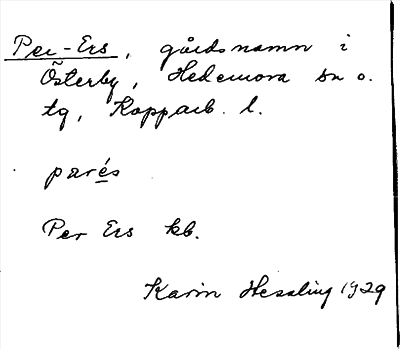 Per-Ers, gårdsnamn i
Österby, Hedemora sn o.
tg, Kopparb. l.
parés
Per Ers kb.
Karin Hessling 1929